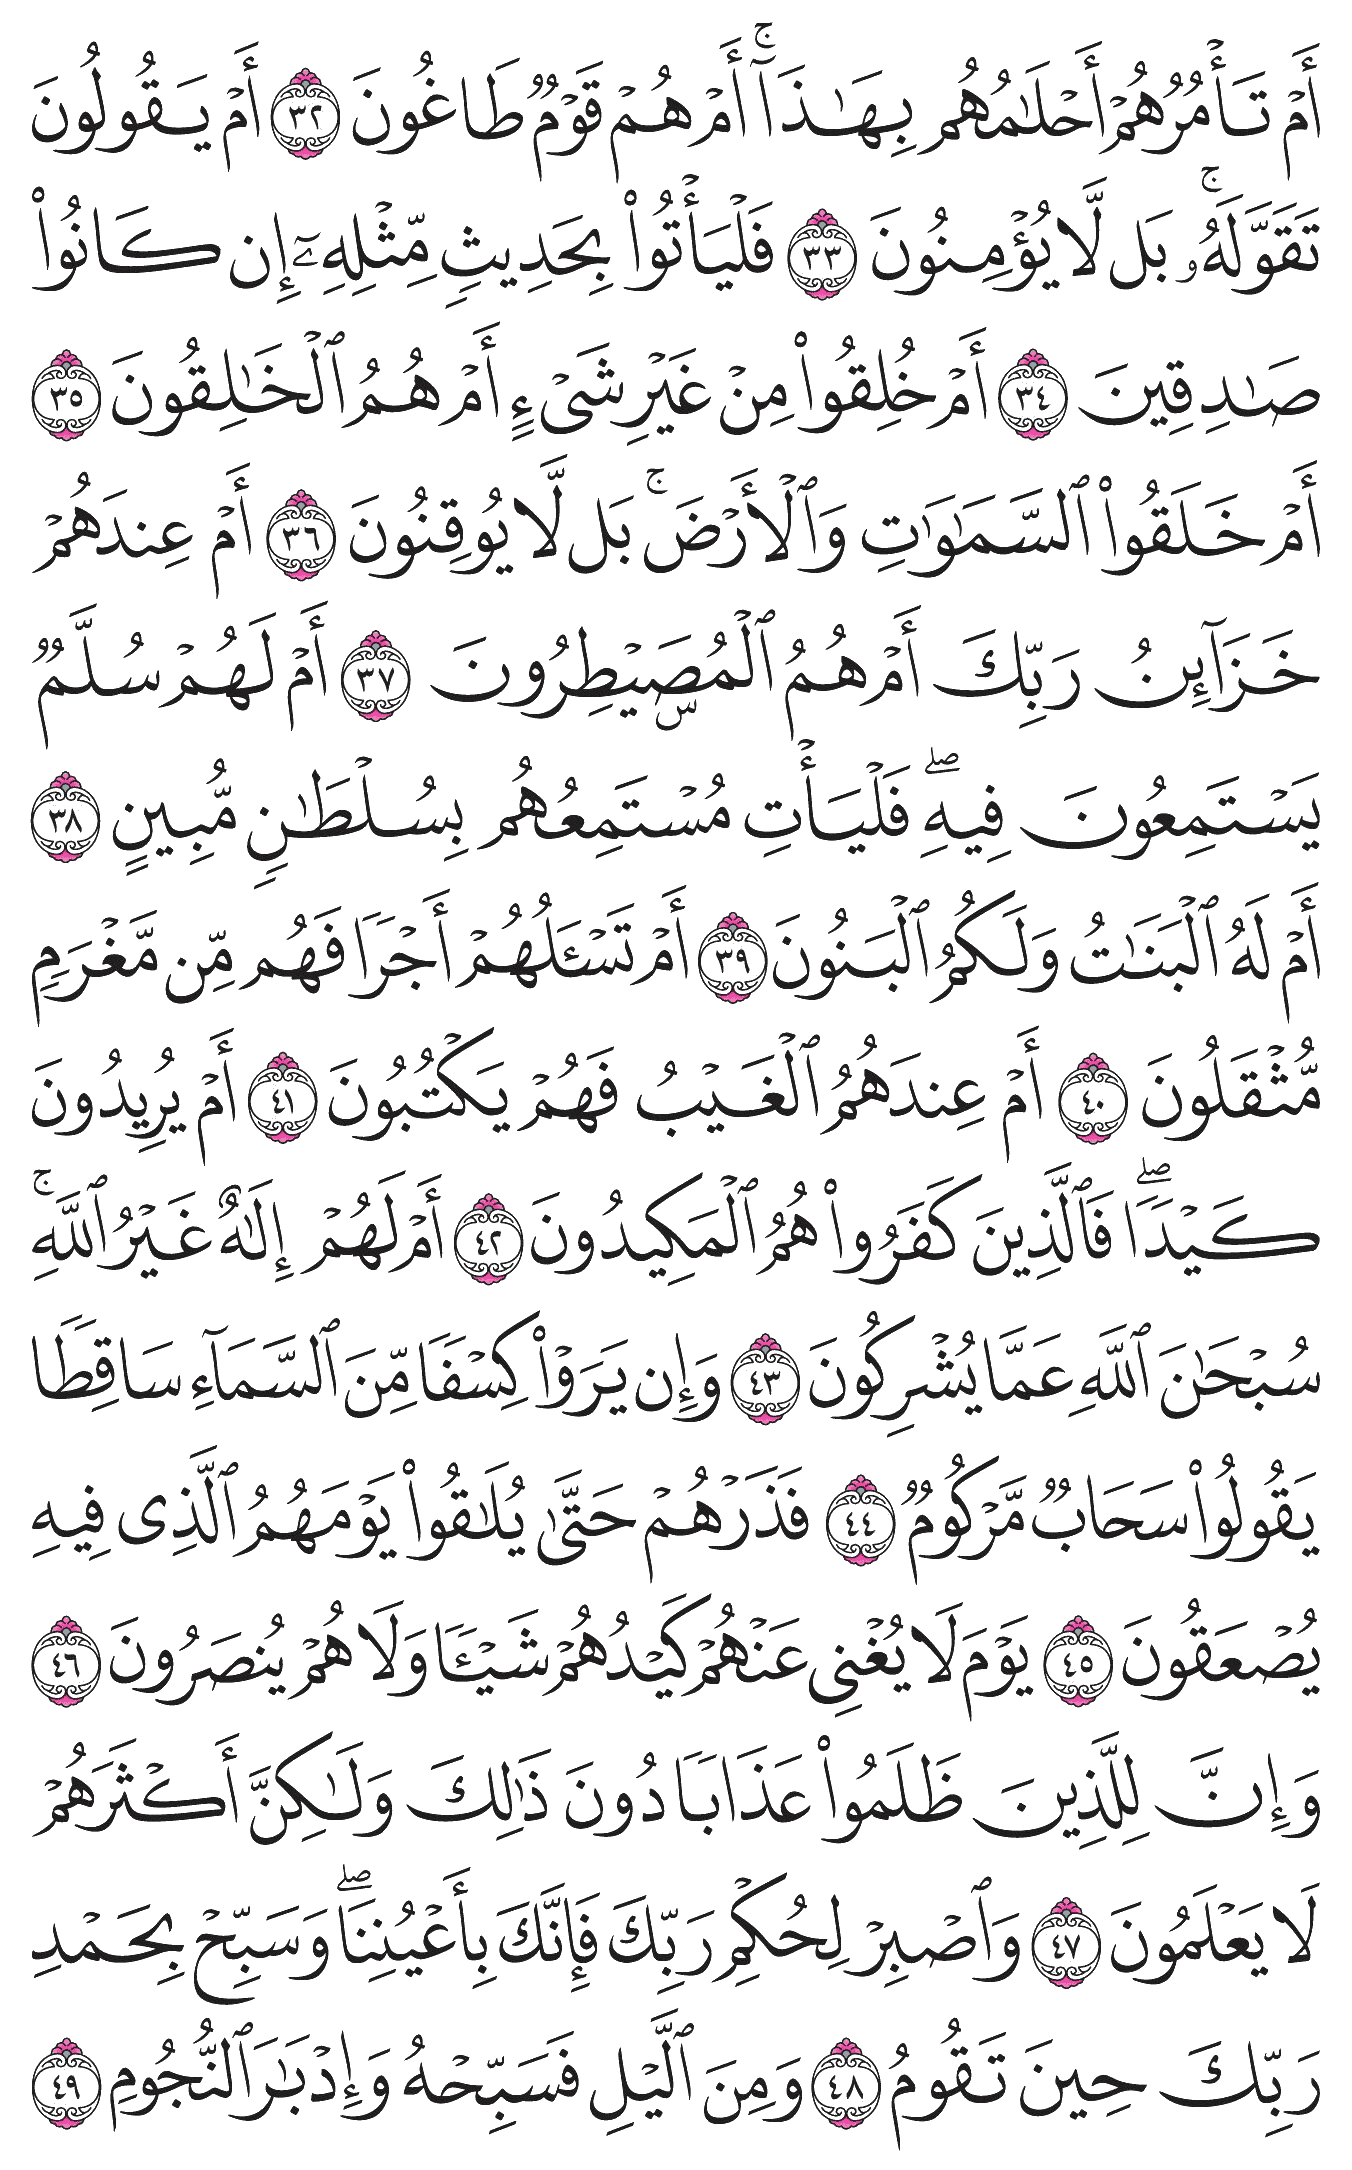 أَمۡ تَأۡمُرُهُمۡ أَحۡلَٰمُهُم بِهَٰذَآۚ أَمۡ هُمۡ قَوۡمٞ طَاغُونَ ٣٢ أَمۡ يَقُولُونَ
تَقَوَّلَهُۥۚ بَل لَّا يُؤۡمِنُونَ ٣٣ فَلۡيَأۡتُواْ بِحَدِيثٖ مِّثۡلِهِۦٓ إِن كَانُواْ
صَٰدِقِينَ ٣٤ أَمۡ خُلِقُواْ مِنۡ غَيۡرِ شَيۡءٍ أَمۡ هُمُ ٱلۡخَٰلِقُونَ ٣٥
أَمۡ خَلَقُواْ ٱلسَّمَٰوَٰتِ وَٱلۡأَرۡضَۚ بَل لَّا يُوقِنُونَ ٣٦ أَمۡ عِندَهُمۡ
خَزَآئِنُ رَبِّكَ أَمۡ هُمُ ٱلۡمُصَۜيۡطِرُونَ ٣٧ أَمۡ لَهُمۡ سُلَّمٞ
يَسۡتَمِعُونَ فِيهِۖ فَلۡيَأۡتِ مُسۡتَمِعُهُم بِسُلۡطَٰنٖ مُّبِينٍ ٣٨
أَمۡ لَهُ ٱلۡبَنَٰتُ وَلَكُمُ ٱلۡبَنُونَ ٣٩ أَمۡ تَسۡـَٔلُهُمۡ أَجۡرٗا فَهُم مِّن مَّغۡرَمٖ
مُّثۡقَلُونَ ٤٠ أَمۡ عِندَهُمُ ٱلۡغَيۡبُ فَهُمۡ يَكۡتُبُونَ ٤١ أَمۡ يُرِيدُونَ
كَيۡدٗاۖ فَٱلَّذِينَ كَفَرُواْ هُمُ ٱلۡمَكِيدُونَ ٤٢ أَمۡ لَهُمۡ إِلَٰهٌ غَيۡرُ ٱللَّهِۚ
سُبۡحَٰنَ ٱللَّهِ عَمَّا يُشۡرِكُونَ ٤٣ وَإِن يَرَوۡاْ كِسۡفٗا مِّنَ ٱلسَّمَآءِ سَاقِطٗا
يَقُولُواْ سَحَابٞ مَّرۡكُومٞ ٤٤ فَذَرۡهُمۡ حَتَّىٰ يُلَٰقُواْ يَوۡمَهُمُ ٱلَّذِي فِيهِ
يُصۡعَقُونَ ٤٥ يَوۡمَ لَا يُغۡنِي عَنۡهُمۡ كَيۡدُهُمۡ شَيۡـٔٗا وَلَا هُمۡ يُنصَرُونَ ٤٦
وَإِنَّ لِلَّذِينَ ظَلَمُواْ عَذَابٗا دُونَ ذَٰلِكَ وَلَٰكِنَّ أَكۡثَرَهُمۡ
لَا يَعۡلَمُونَ ٤٧ وَٱصۡبِرۡ لِحُكۡمِ رَبِّكَ فَإِنَّكَ بِأَعۡيُنِنَاۖ وَسَبِّحۡ بِحَمۡدِ
رَبِّكَ حِينَ تَقُومُ ٤٨ وَمِنَ ٱلَّيۡلِ فَسَبِّحۡهُ وَإِدۡبَٰرَ ٱلنُّجُومِ ٤٩